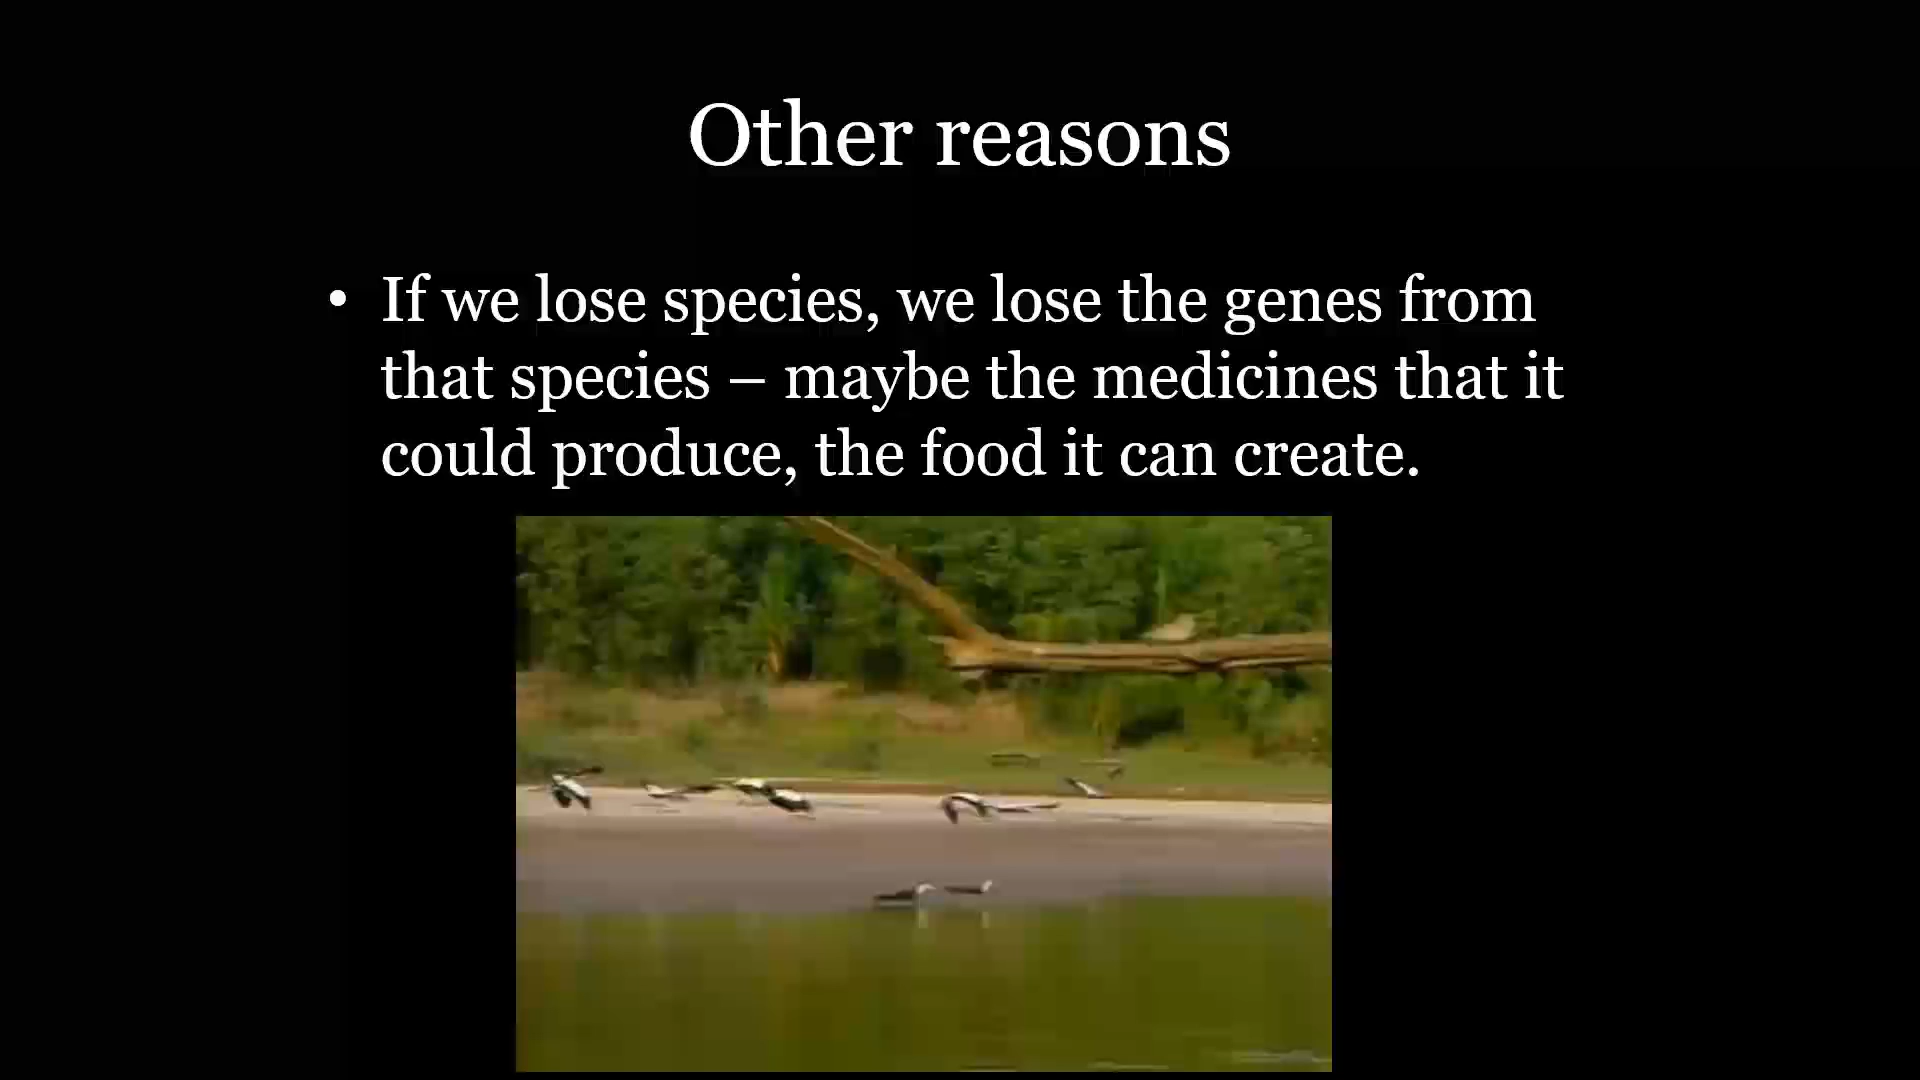 Other reasons
• If we lose species, we lose the genes from
that species – maybe the medicines that it
could produce, the food it can create.